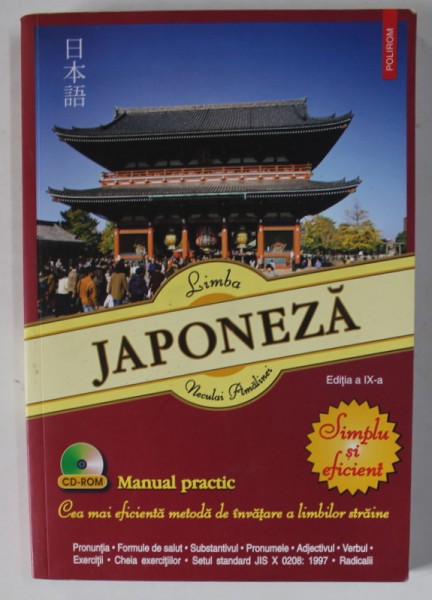 日本語
POLIROM
Limba
JAPONEZĂ
Neculai Amălinei
Ediția a IX-a
Simplu
și
eficient
CD-ROM
Manual practic
Cea mai eficientă metodă de învățare a limbilor străine
Pronunția • Formule de salut • Substantivul • Pronumele • Adjectivul • Verbul •
Exerciții • Cheia exercițiilor • Setul standard JIS X 0208: 1997 • Radicalii